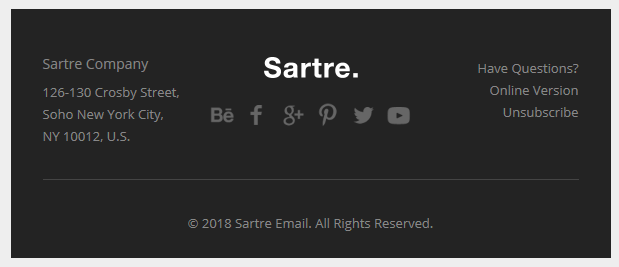 Sartre Company
126-130 Crosby Street,
Soho New York City,
NY 10012, U.S.
Sartre.
Bē
f
g+
Have Questions?
Online Version
Unsubscribe
© 2018 Sartre Email. All Rights Reserved.